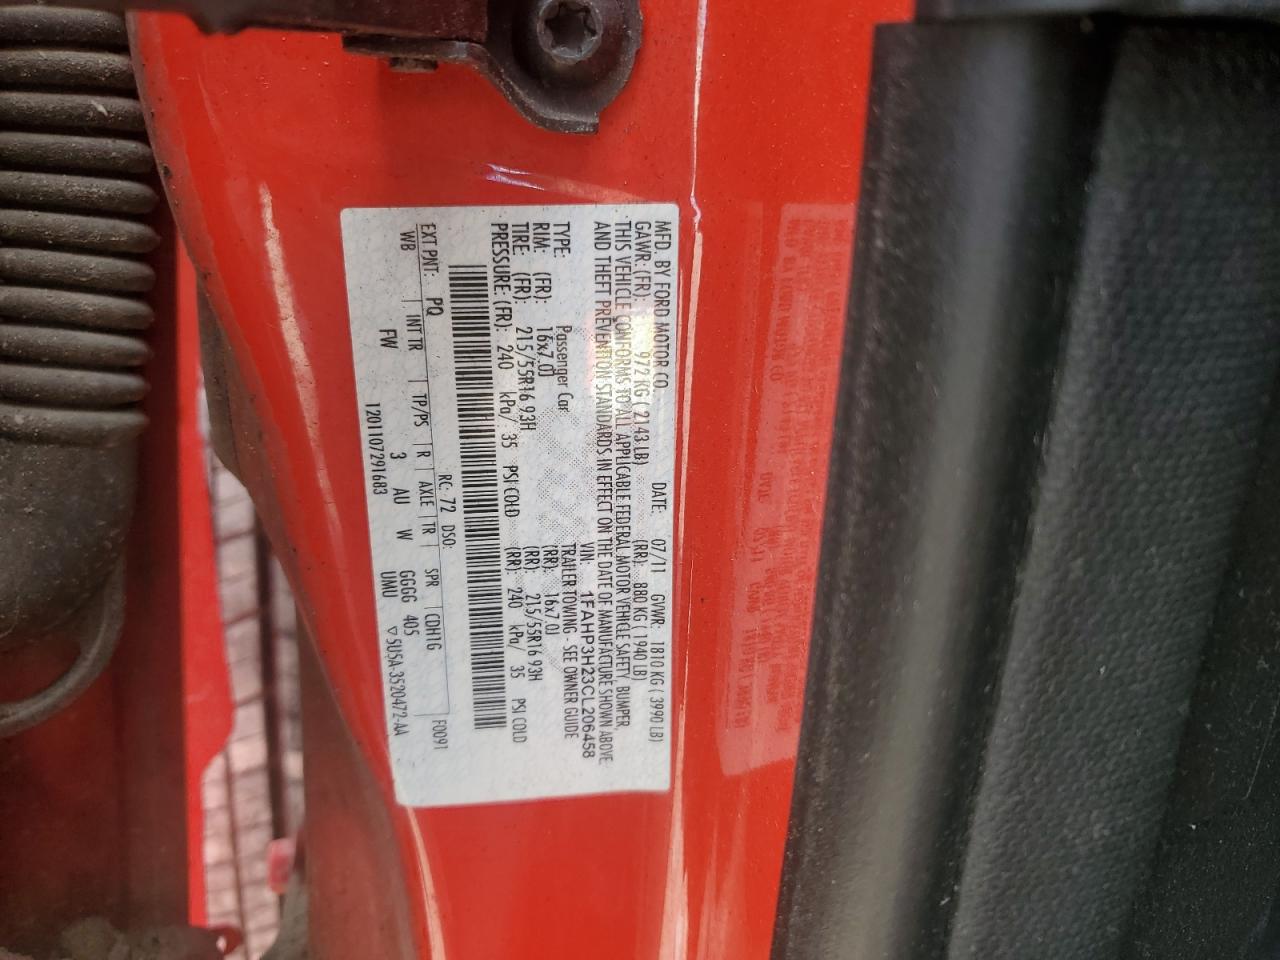 MFD. BY FORD MOTOR CO.
DATE: 07/11 GVWR: 1810 KG ( 3990 LB)
GAWR: (FR): 972 KG ( 2143 LB) (RR): 880 KG ( 1940 LB)
THIS VEHICLE CONFORMS TO ALL APPLICABLE FEDERAL MOTOR VEHICLE SAFETY, BUMPER,
AND THEFT PREVENTION STANDARDS IN EFFECT ON THE DATE OF MANUFACTURE SHOWN ABOVE
VIN: 1FAHP3H23CL206458
TYPE: Passenger Car TRAILER TOWING - SEE OWNER GUIDE
RIM: (FR): 16x7.0J (RR): 16x7.0J
TIRE: (FR): 215/55R16 93H (RR): 215/55R16 93H
PRESSURE: (FR): 240 kPa/ 35 PSI COLD (RR): 240 kPa/ 35 PSI COLD
RC: 72 DSO: F0091
EXT PNT: PQ | INT TR | TP/PS | R | AXLE | TR | SPR | CDH1G
WB FW 3 AU W GGGG 405
UMU
1201107291683 ▽5U5A-3520472-AA